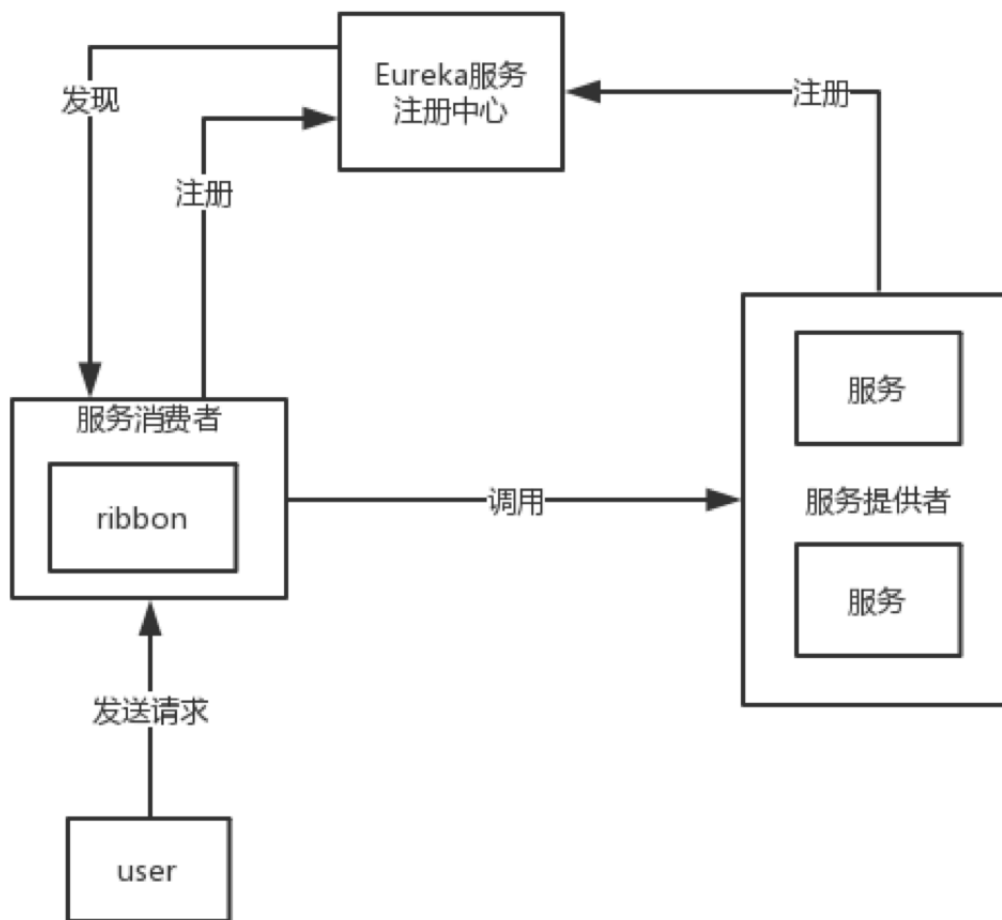 Eureka服务
注册中心
发现
注册
注册
服务消费者
ribbon
调用
服务
服务提供者
服务
发送请求
user